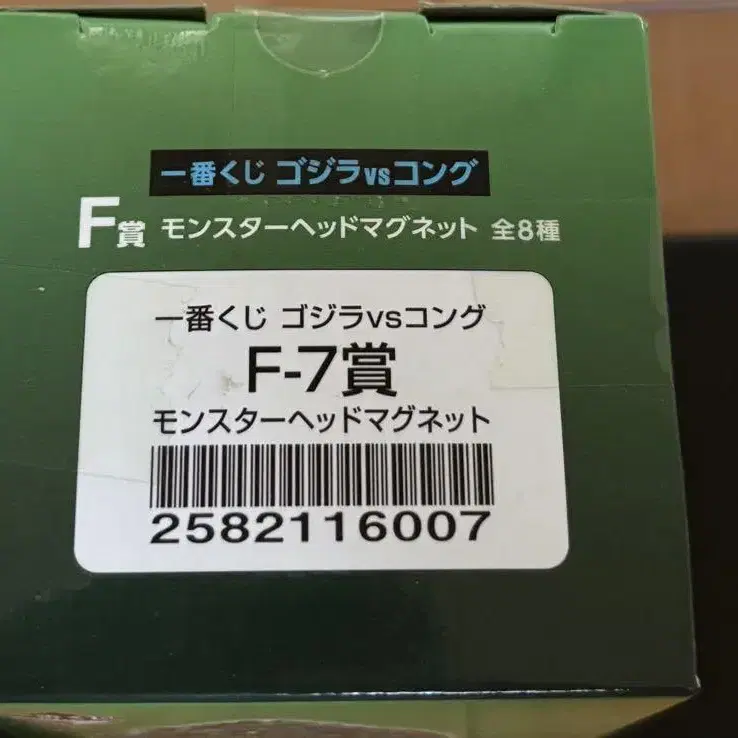 一番くじ ゴジラvsコング
F賞 モンスターヘッドマグネット 全8種
一番くじ ゴジラvsコング
F-7賞
モンスターヘッドマグネット
2582116007